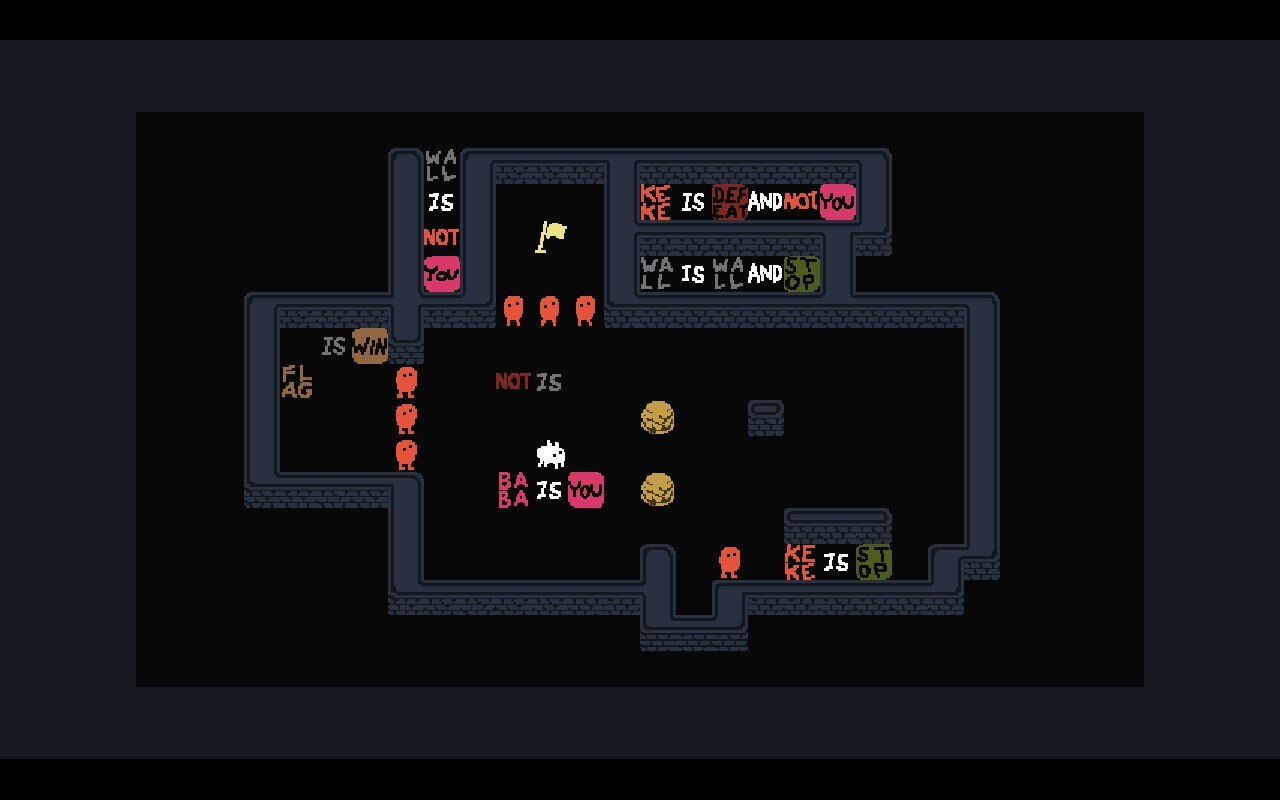 WALL
IS
NOT
YOU
KEKE IS DEFEAT AND NOT YOU
WALL IS WALL AND STOP
IS WIN
FLAG
NOT IS
BABA IS YOU
KEKE IS STOP